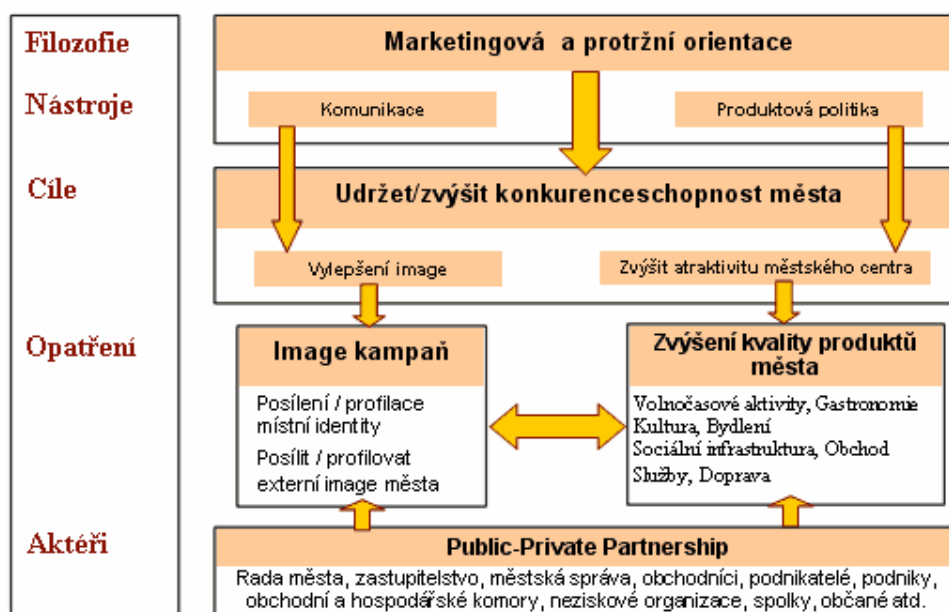 Filozofie
Marketingová a protržní orientace
Nástroje
Komunikace
Produktová politika
Cíle
Udržet/zvýšit konkurenceschopnost města
Vylepšení image
Zvýšit atraktivitu městského centra
Opatření
Image kampaň
Posílení / profilace
místní identity
Posílit / profilovat
externí image města
Zvýšení kvality produktů
města
Volnočasové aktivity, Gastronomie
Kultura, Bydlení
Sociální infrastruktura, Obchod
Služby, Doprava
Aktéři
Public-Private Partnership
Rada města, zastupitelstvo, městská správa, obchodníci, podnikatelé, podniky,
obchodní a hospodářské komory, neziskové organizace, spolky, občané atd.